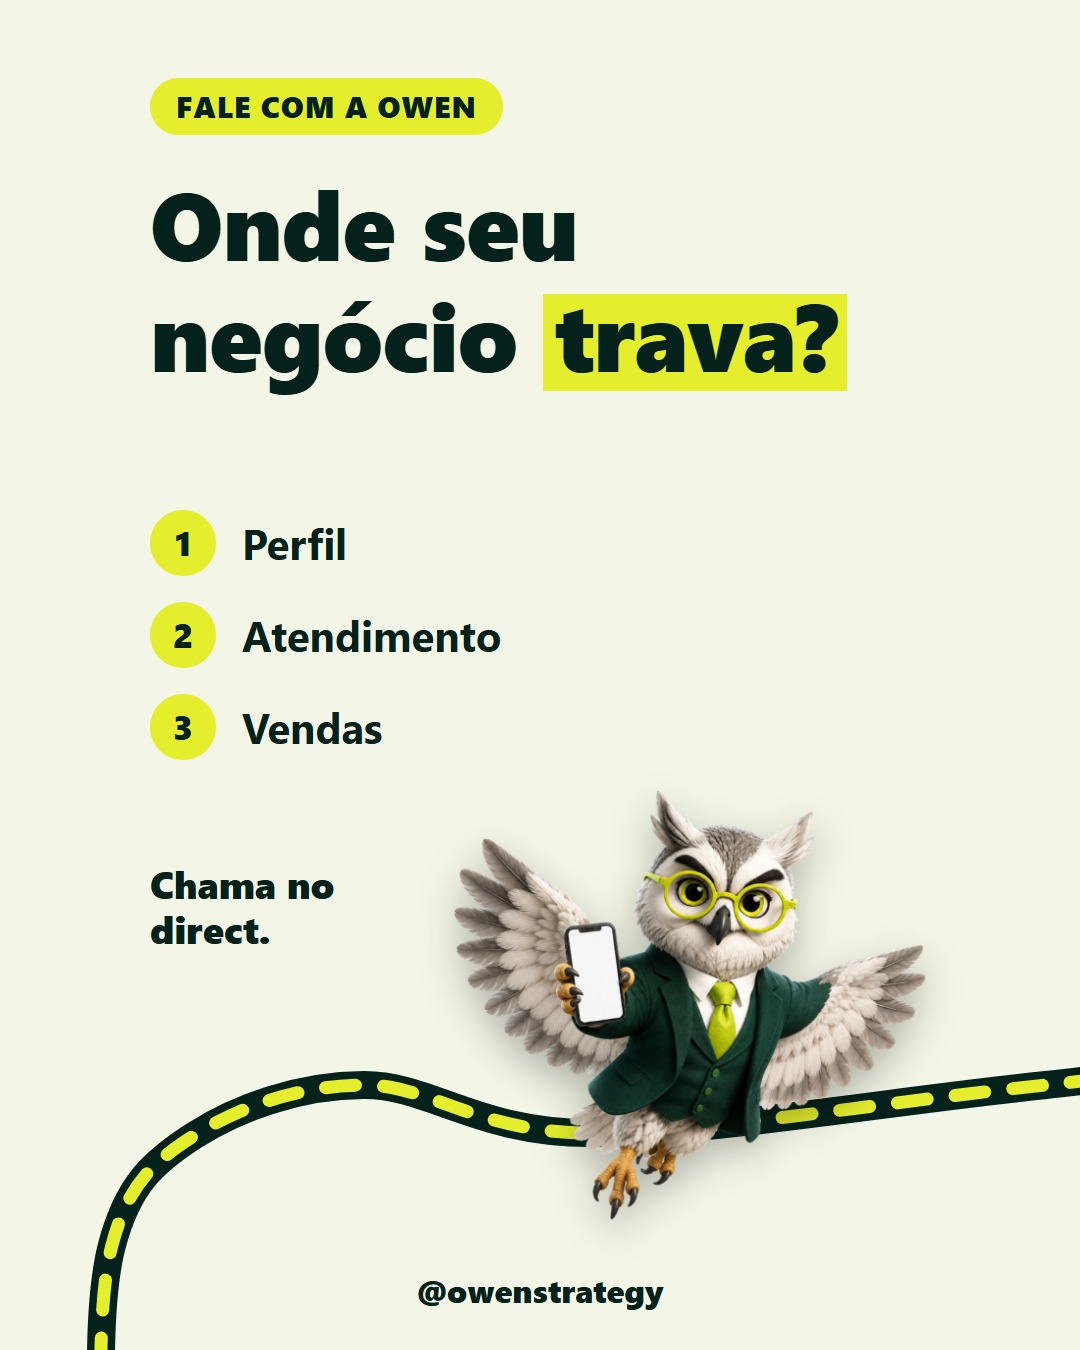 FALE COM A OWEN
Onde seu
negócio trava?
1 Perfil
2 Atendimento
3 Vendas
Chama no
direct.
@owenstrategy